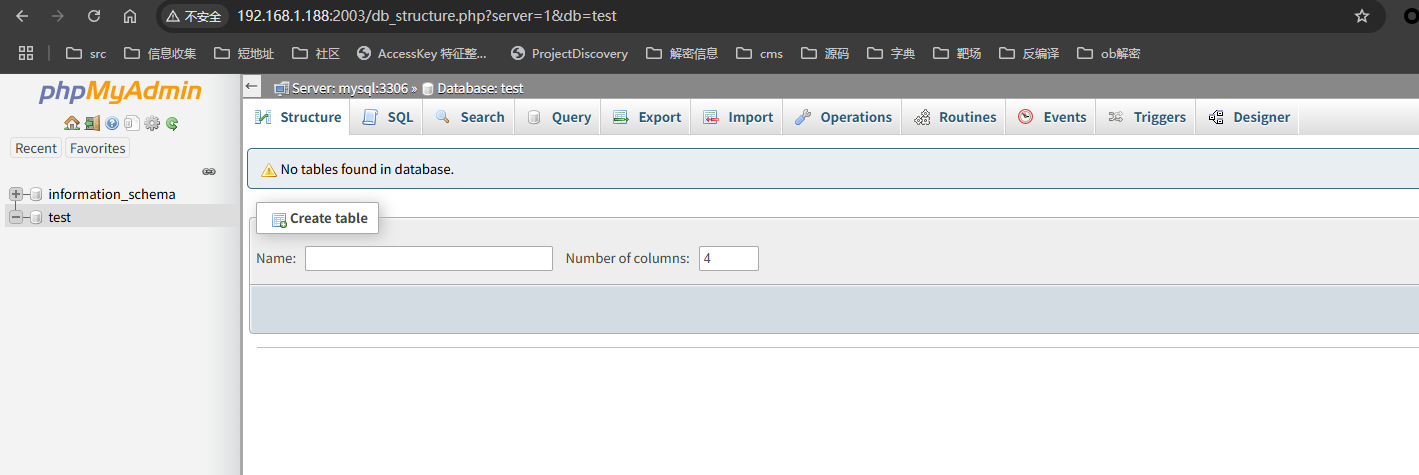 不安全 192.168.1.188:2003/db_structure.php?server=1&db=test
src 信息收集 短地址 社区 AccessKey 特征整... ProjectDiscovery 解密信息 cms 源码 字典 靶场 反编译 ob解密
phpMyAdmin
Recent Favorites
information_schema
test
Server: mysql:3306 » Database: test
Structure SQL Search Query Export Import Operations Routines Events Triggers Designer
No tables found in database.
Create table
Name: Number of columns: 4